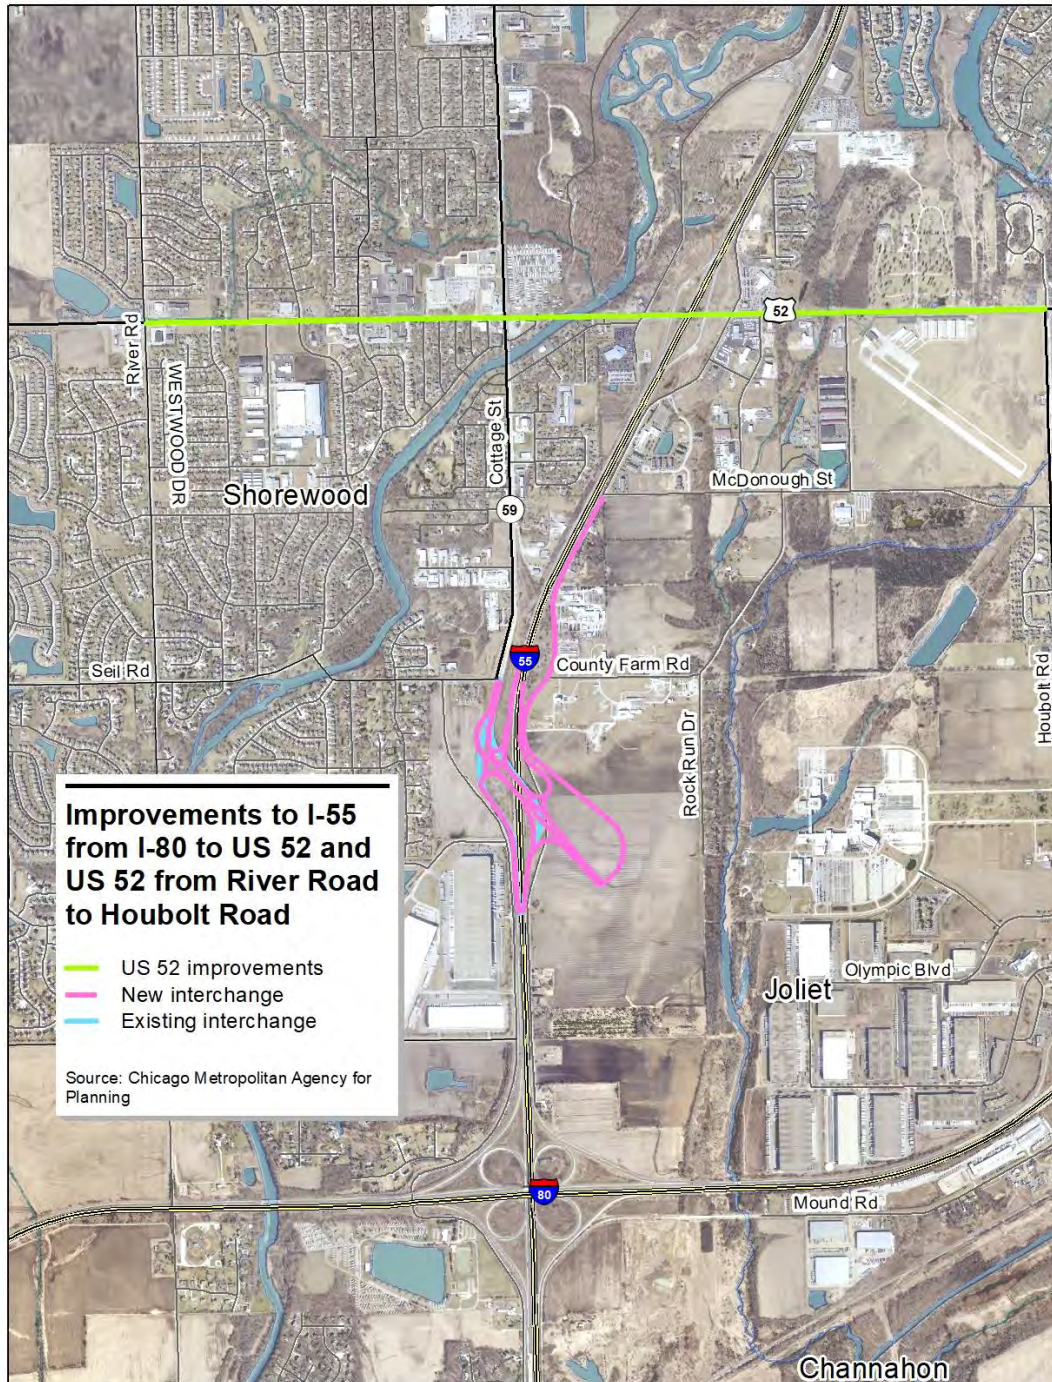 52
River Rd
WESTWOOD DR
Cottage St
McDonough St
Shorewood
59
55
Seil Rd
County Farm Rd
Houbolt Rd
Rock Run Dr
Improvements to I-55
from I-80 to US 52 and
US 52 from River Road
to Houbolt Road
US 52 improvements
New interchange
Existing interchange
Source: Chicago Metropolitan Agency for
Planning
Olympic Blvd
Joliet
80
Mound Rd
Channahon